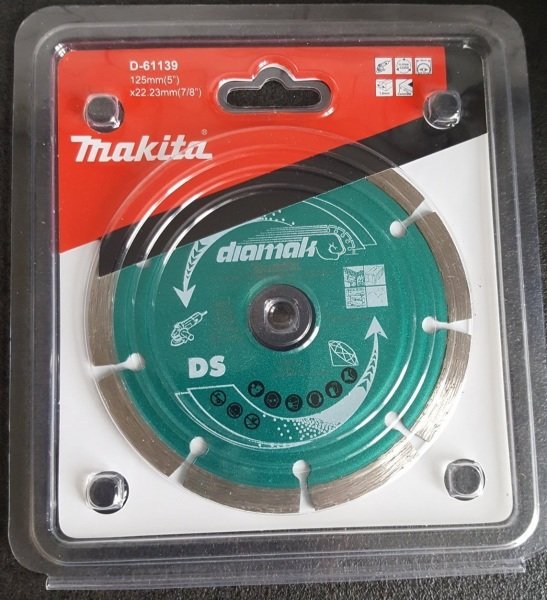 D-61139
125mm(5")
x22.23mm(7/8")
Makita®
diamak
DS